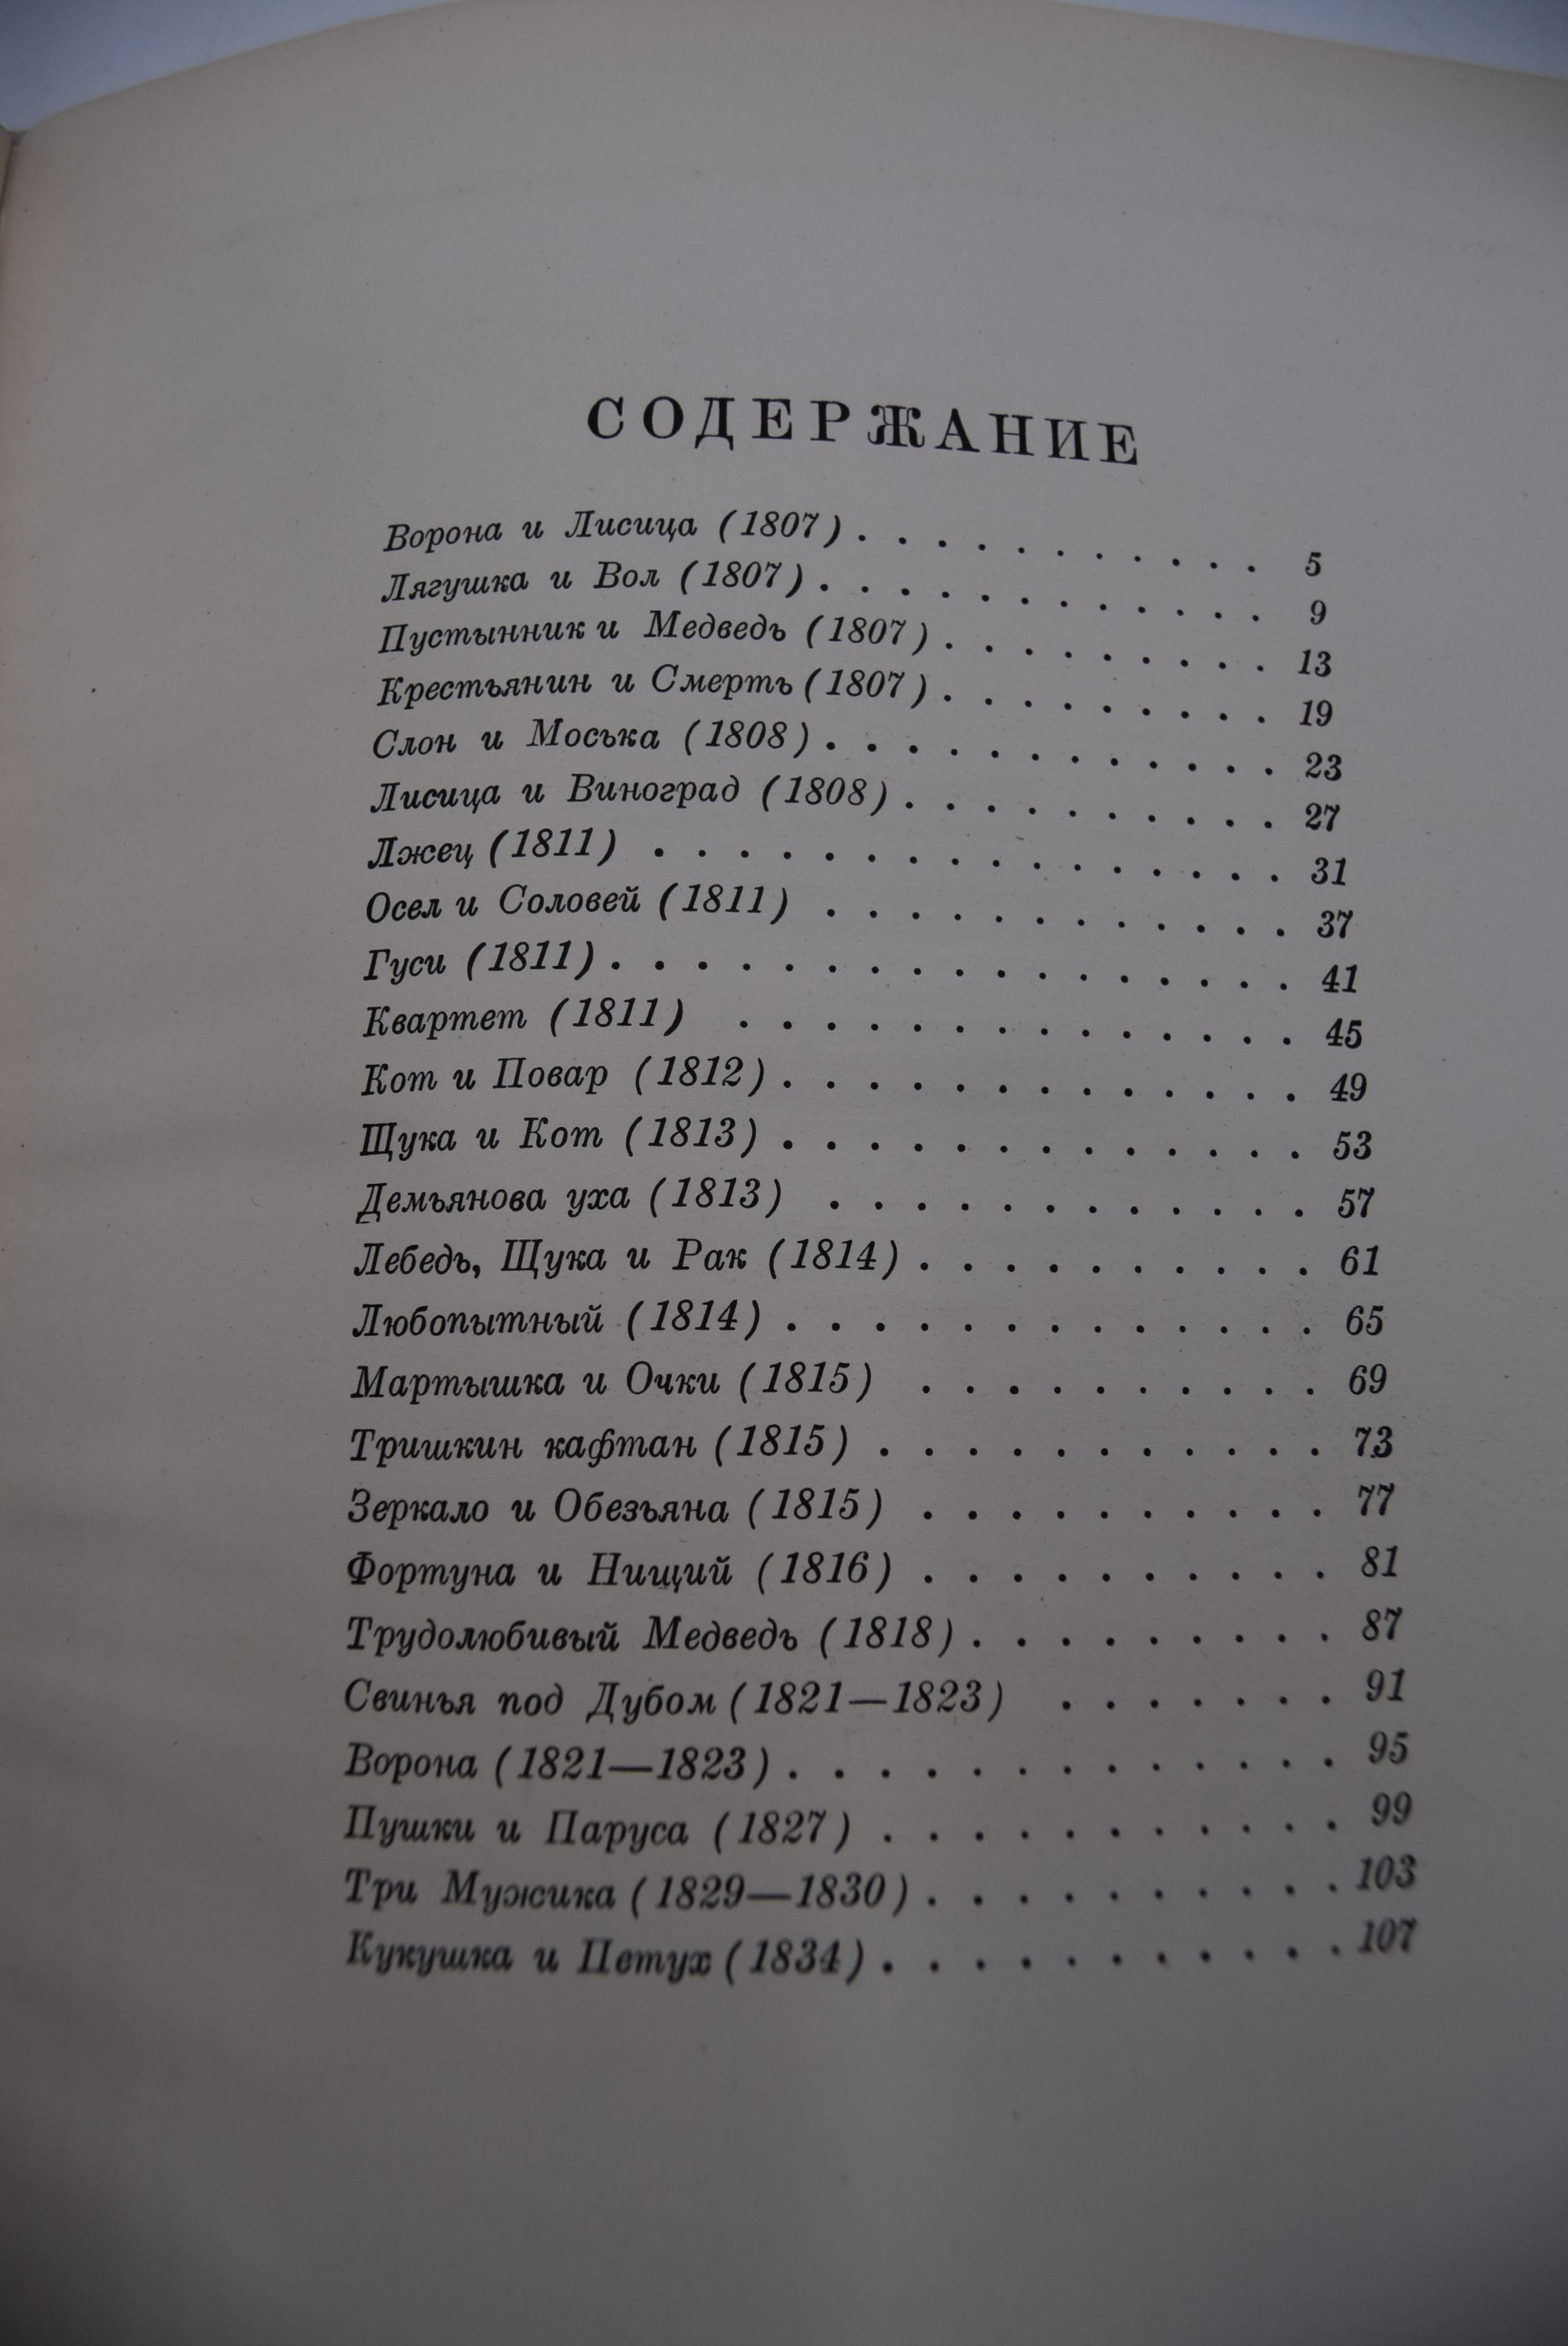 СОДЕРЖАНИЕ
Ворона и Лисица (1807) . . . . . . . . . . . 5
Лягушка и Вол (1807) . . . . . . . . . . . . 9
Пустынник и Медведь (1807) . . . . . . . . . 13
Крестьянин и Смерть (1807) . . . . . . . . . 19
Слон и Моська (1808) . . . . . . . . . . . . 23
Лисица и Виноград (1808) . . . . . . . . . . 27
Лжец (1811) . . . . . . . . . . . . . . . . 31
Осел и Соловей (1811) . . . . . . . . . . . . 37
Гуси (1811) . . . . . . . . . . . . . . . . . 41
Квартет (1811) . . . . . . . . . . . . . . 45
Кот и Повар (1812) . . . . . . . . . . . . . 49
Щука и Кот (1813) . . . . . . . . . . . . . 53
Демьянова уха (1813) . . . . . . . . . . . . 57
Лебедь, Щука и Рак (1814) . . . . . . . . . . 61
Любопытный (1814) . . . . . . . . . . . . . 65
Мартышка и Очки (1815) . . . . . . . . . . 69
Тришкин кафтан (1815) . . . . . . . . . . . 73
Зеркало и Обезьяна (1815) . . . . . . . . . . 77
Фортуна и Нищий (1816) . . . . . . . . . . 81
Трудолюбивый Медведь (1818) . . . . . . . . . 87
Свинья под Дубом (1821—1823) . . . . . . . 91
Ворона (1821—1823) . . . . . . . . . . . . . 95
Пушки и Паруса (1827) . . . . . . . . . . . 99
Три Мужика (1829—1830) . . . . . . . . . . 103
Кукушка и Петух (1834) . . . . . . . . . . . 107